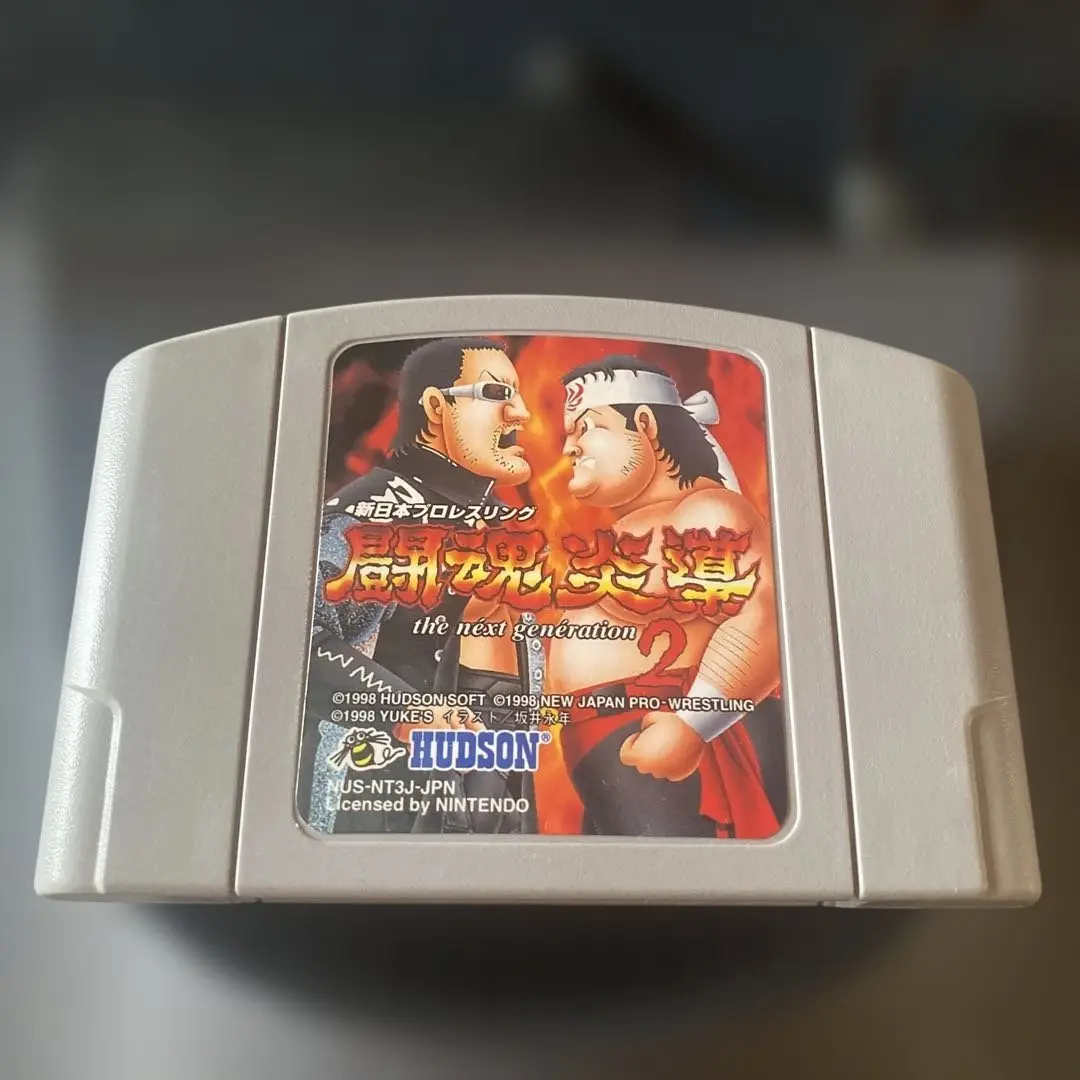 新日本プロレスリング
闘魂炎導
the néxt genération 2
©1998 HUDSON SOFT ©1998 NEW JAPAN PRO-WRESTLING
©1998 YUKE'S イラスト/坂井永年
HUDSON®
NUS-NT3J-JPN
Licensed by NINTENDO